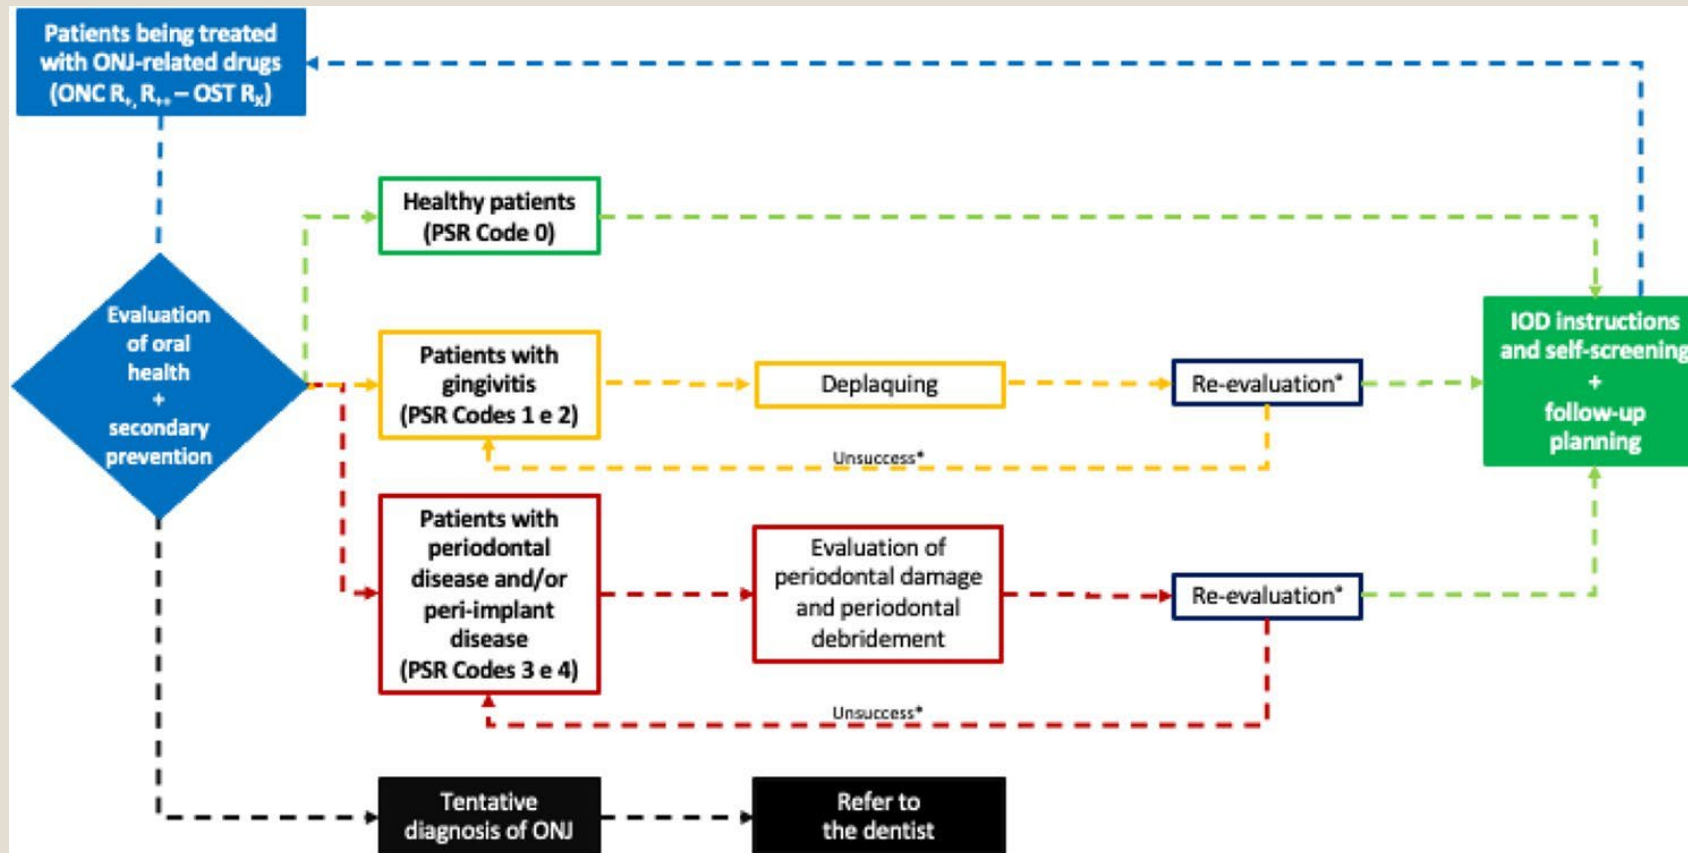 Patients being treated
with ONJ-related drugs
(ONC R+, R++ – OST Rx)
Healthy patients
(PSR Code 0)
Evaluation
of oral
health
+
secondary
prevention
Patients with
gingivitis
(PSR Codes 1 e 2)
Deplaquing
Re-evaluation*
Unsuccess*
IOD instructions
and self-screening
+
follow-up
planning
Patients with
periodontal
disease and/or
peri-implant
disease
(PSR Codes 3 e 4)
Evaluation of
periodontal damage
and periodontal
debridement
Re-evaluation*
Unsuccess*
Tentative
diagnosis of ONJ
Refer to
the dentist